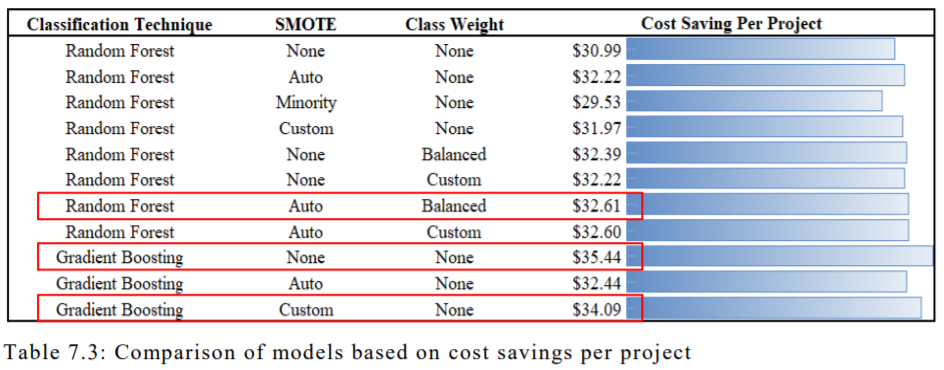 Classification Technique SMOTE Class Weight Cost Saving Per Project
Random Forest None None $30.99
Random Forest Auto None $32.22
Random Forest Minority None $29.53
Random Forest Custom None $31.97
Random Forest None Balanced $32.39
Random Forest None Custom $32.22
Random Forest Auto Balanced $32.61
Random Forest Auto Custom $32.60
Gradient Boosting None None $35.44
Gradient Boosting Auto None $32.44
Gradient Boosting Custom None $34.09
Table 7.3: Comparison of models based on cost savings per project